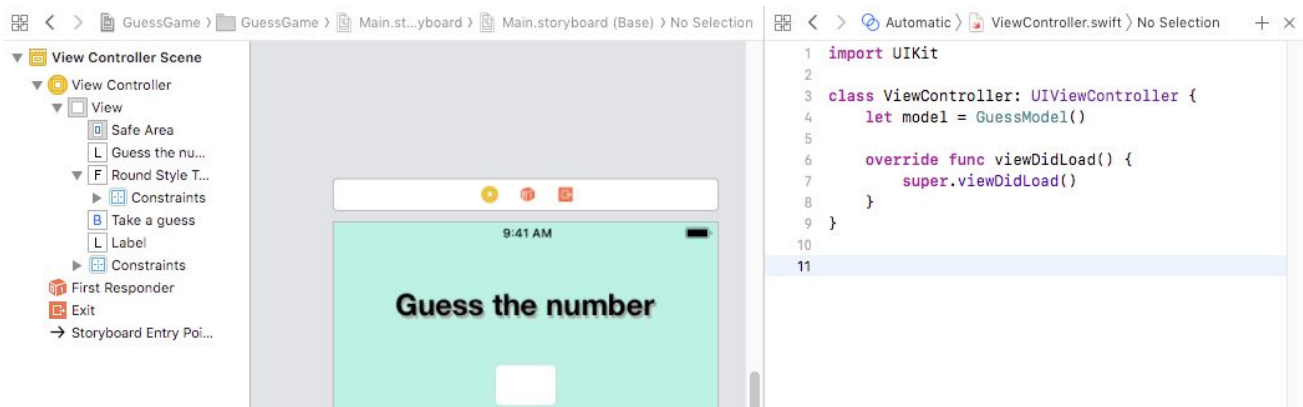 GuessGame 〉 GuessGame 〉 Main.st...yboard 〉 Main.storyboard (Base) 〉 No Selection
View Controller Scene
View Controller
View
Safe Area
L Guess the nu...
F Round Style T...
Constraints
B Take a guess
L Label
Constraints
First Responder
Exit
Storyboard Entry Poi...
9:41 AM
Guess the number
Automatic 〉 ViewController.swift 〉 No Selection
1 import UIKit
2
3 class ViewController: UIViewController {
4     let model = GuessModel()
5
6     override func viewDidLoad() {
7         super.viewDidLoad()
8     }
9 }
10
11